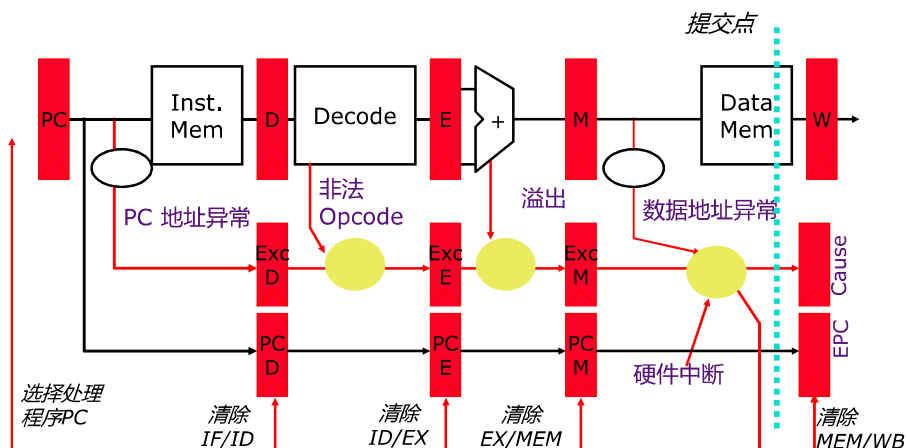 提交点
PC
Inst.
Mem
D
Decode
E
+
M
Data
Mem
W
PC 地址异常
非法
Opcode
溢出
数据地址异常
Exc
D
Exc
E
Exc
M
Cause
PC
D
PC
E
PC
M
EPC
硬件中断
选择处理
程序PC
清除
IF/ID
清除
ID/EX
清除
EX/MEM
清除
MEM/WB